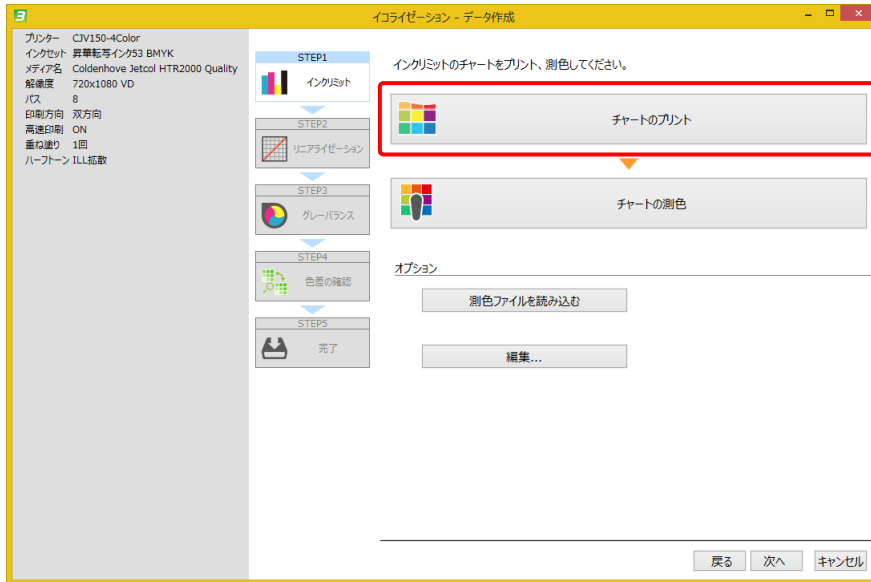 イコライゼーション - データ作成
プリンター CJV150-4Color
インクセット 昇華転写インク53 BMYK
メディア名 Coldenhove Jetcol HTR2000 Quality
解像度 720x1080 VD
パス 8
印刷方向 双方向
高速印刷 ON
重ね塗り 1回
ハーフトーン ILL拡散
STEP1
インクリミット
STEP2
リニアライゼーション
STEP3
グレーバランス
STEP4
色差の確認
STEP5
完了
インクリミットのチャートをプリント、測色してください。
チャートのプリント
チャートの測色
オプション
測色ファイルを読み込む
編集...
戻る 次へ キャンセル